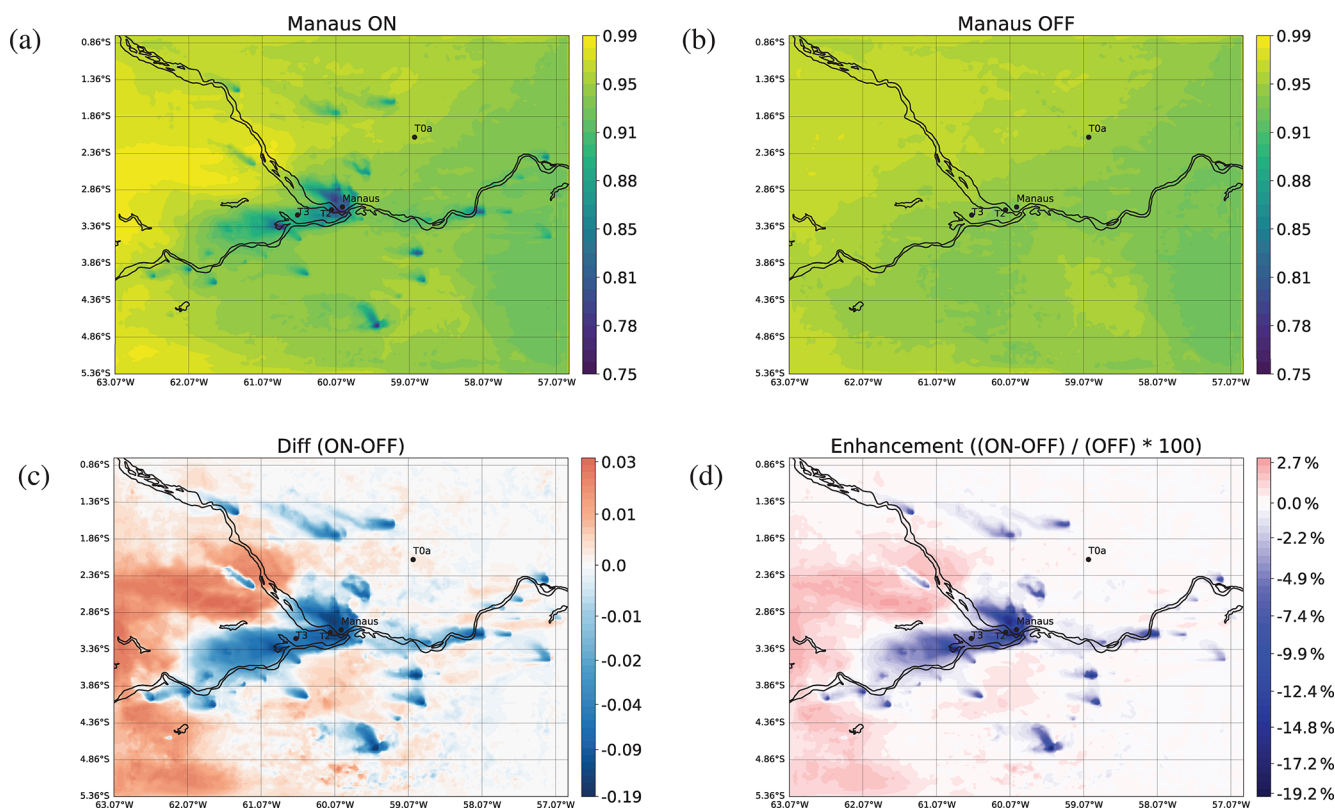 (a)
Manaus ON
0.86°S
1.36°S
1.86°S
2.36°S
2.86°S
3.36°S
3.86°S
4.36°S
4.86°S
5.36°S
63.07°W 62.07°W 61.07°W 60.07°W 59.07°W 58.07°W 57.07°W
T0a
Manaus
T3 T2
0.99
0.95
0.91
0.88
0.85
0.81
0.78
0.75
(b)
Manaus OFF
0.86°S
1.36°S
1.86°S
2.36°S
2.86°S
3.36°S
3.86°S
4.36°S
4.86°S
5.36°S
63.07°W 62.07°W 61.07°W 60.07°W 59.07°W 58.07°W 57.07°W
T0a
Manaus
T3 T2
0.99
0.95
0.91
0.88
0.85
0.81
0.78
0.75
(c)
Diff (ON-OFF)
0.86°S
1.36°S
1.86°S
2.36°S
2.86°S
3.36°S
3.86°S
4.36°S
4.86°S
5.36°S
63.07°W 62.07°W 61.07°W 60.07°W 59.07°W 58.07°W 57.07°W
T0a
Manaus
T3 T2
0.03
0.01
0.0
-0.01
-0.02
-0.04
-0.09
-0.19
(d)
Enhancement ((ON-OFF) / (OFF) * 100)
0.86°S
1.36°S
1.86°S
2.36°S
2.86°S
3.36°S
3.86°S
4.36°S
4.86°S
5.36°S
63.07°W 62.07°W 61.07°W 60.07°W 59.07°W 58.07°W 57.07°W
T0a
Manaus
T3 T2
2.7 %
0.0 %
-2.2 %
-4.9 %
-7.4 %
-9.9 %
-12.4 %
-14.8 %
-17.2 %
-19.2 %